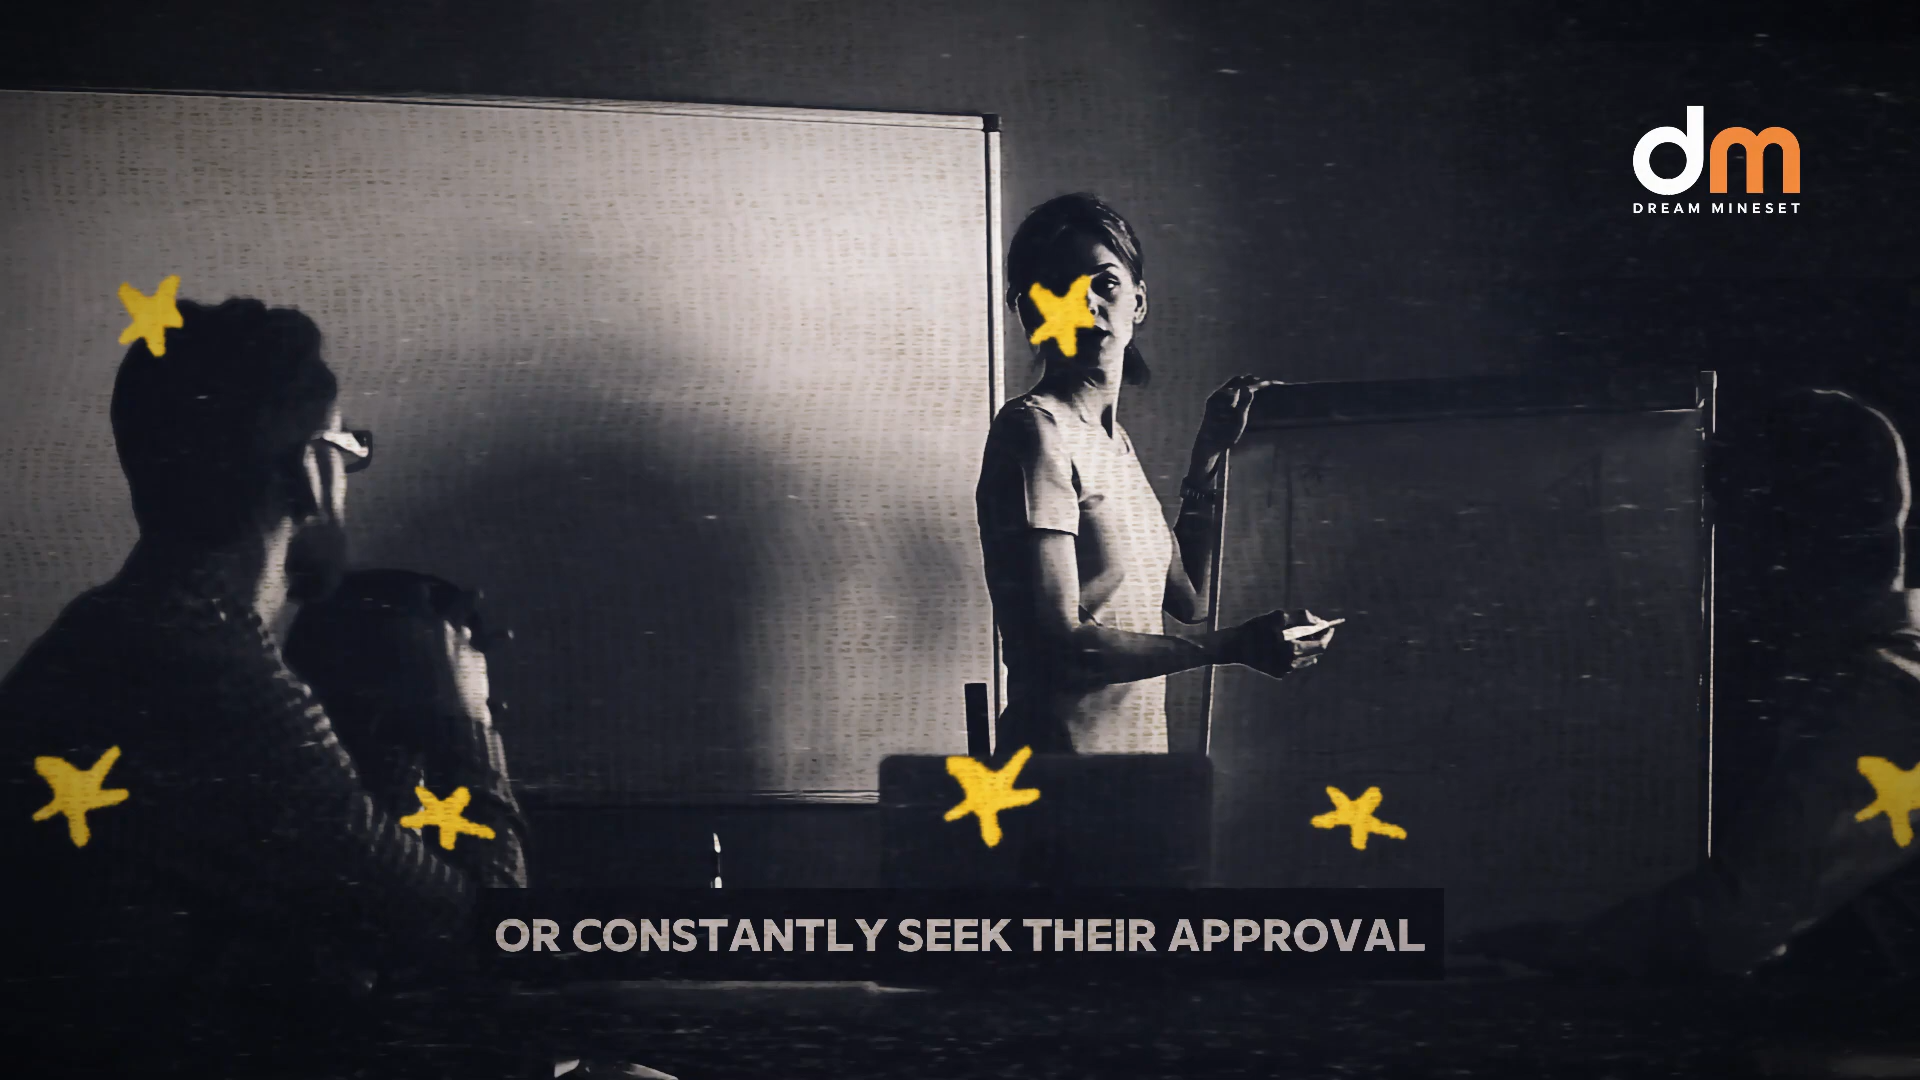 dm
DREAM MINESET
OR CONSTANTLY SEEK THEIR APPROVAL